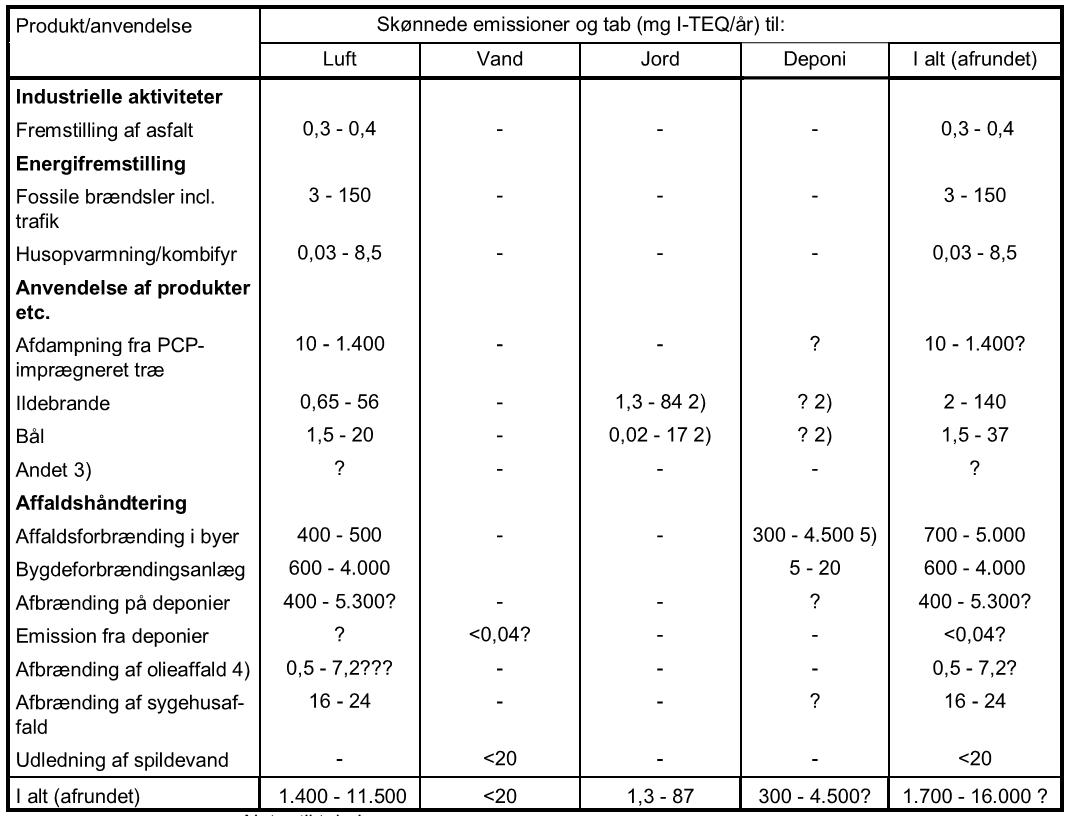 Produkt/anvendelse Skønnede emissioner og tab (mg I-TEQ/år) til:
Luft Vand Jord Deponi I alt (afrundet)
Industrielle aktiviteter
Fremstilling af asfalt 0,3 - 0,4 - - - 0,3 - 0,4
Energifremstilling
Fossile brændsler incl. 3 - 150 - - - 3 - 150
trafik
Husopvarmning/kombifyr 0,03 - 8,5 - - - 0,03 - 8,5
Anvendelse af produkter
etc.
Afdampning fra PCP- 10 - 1.400 - - ? 10 - 1.400?
imprægneret træ
Ildebrande 0,65 - 56 - 1,3 - 84 2) ? 2) 2 - 140
Bål 1,5 - 20 - 0,02 - 17 2) ? 2) 1,5 - 37
Andet 3) ? - - - ?
Affaldshåndtering
Affaldsforbrænding i byer 400 - 500 - - 300 - 4.500 5) 700 - 5.000
Bygdeforbrændingsanlæg 600 - 4.000 - - 5 - 20 600 - 4.000
Afbrænding på deponier 400 - 5.300? - - ? 400 - 5.300?
Emission fra deponier ? <0,04? - - <0,04?
Afbrænding af olieaffald 4) 0,5 - 7,2??? - - - 0,5 - 7,2?
Afbrænding af sygehusaf- 16 - 24 - - ? 16 - 24
fald
Udledning af spildevand - <20 - - <20
I alt (afrundet) 1.400 - 11.500 <20 1,3 - 87 300 - 4.500? 1.700 - 16.000 ?